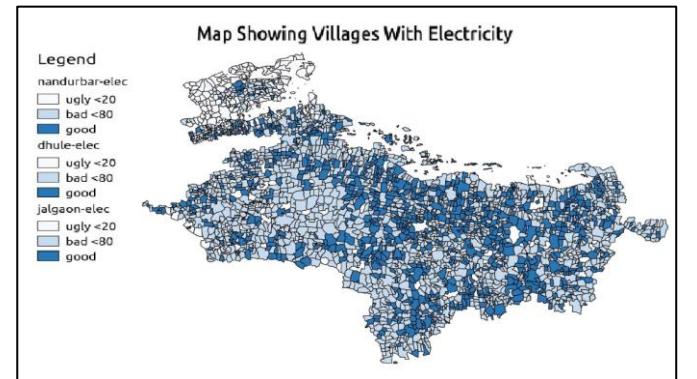 Map Showing Villages With Electricity
Legend
nandurbar-elec
ugly <20
bad <80
good
dhule-elec
ugly <20
bad <80
good
jalgaon-elec
ugly <20
bad <80
good